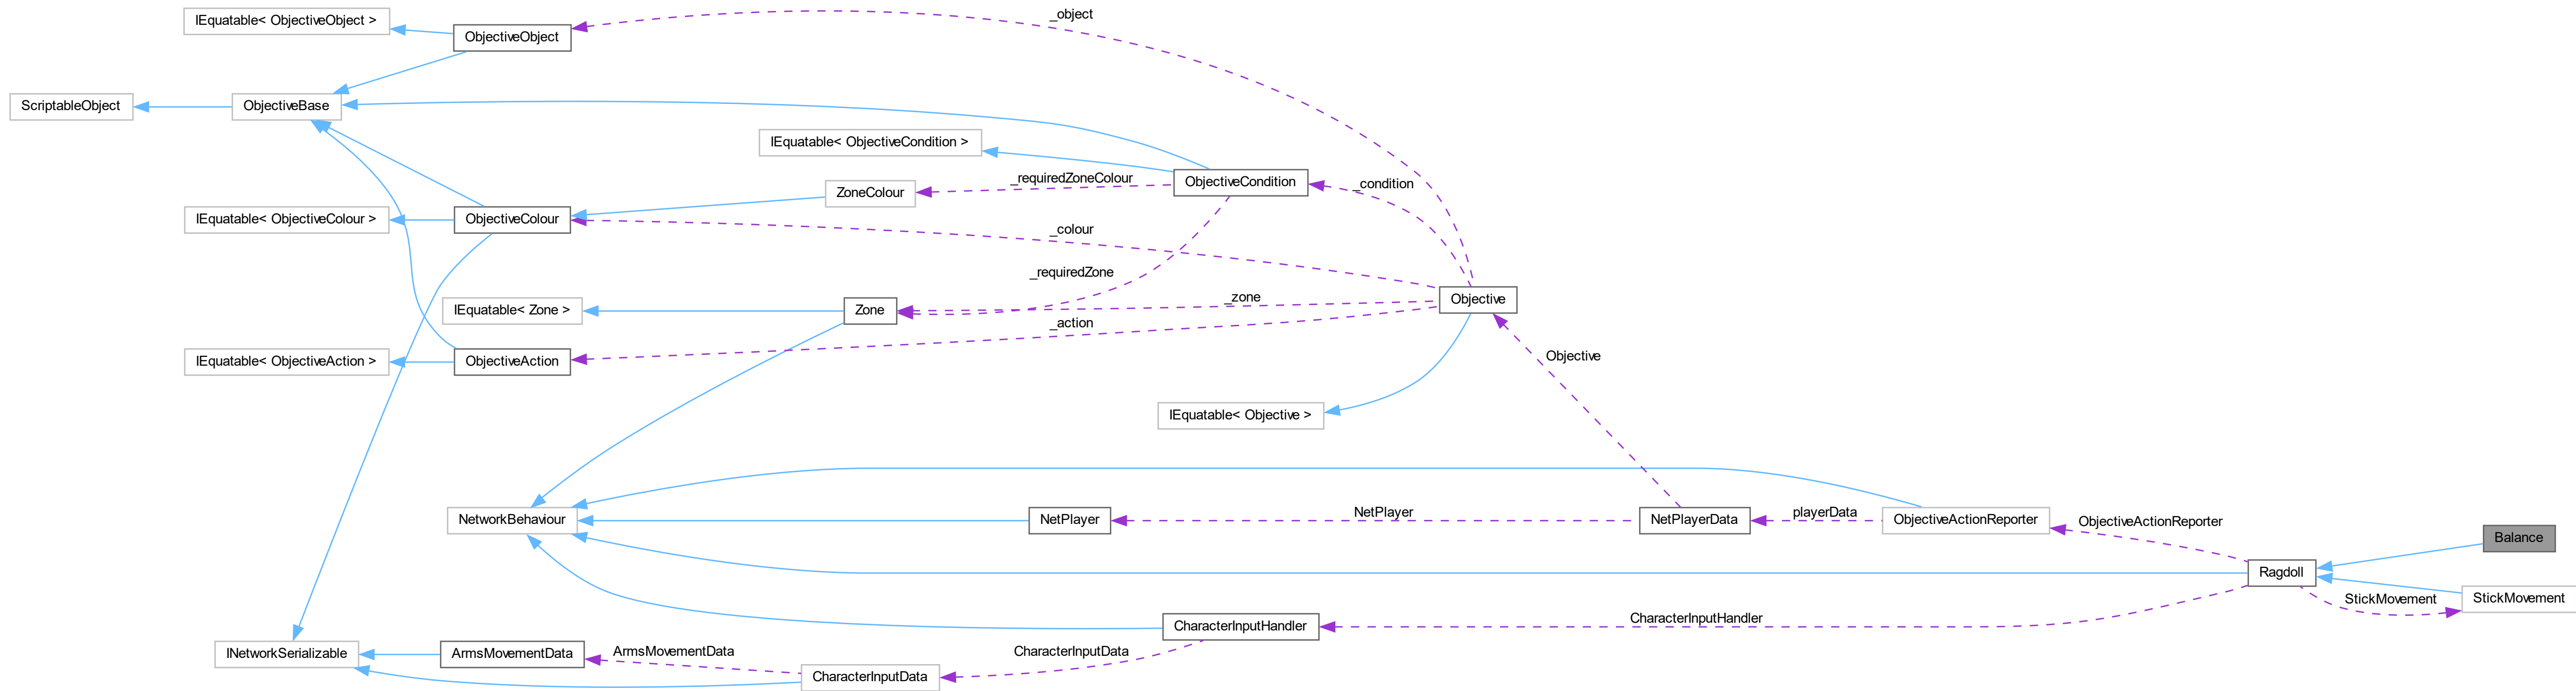 _object
IEquatable< ObjectiveObject >
ObjectiveObject
ScriptableObject
ObjectiveBase
IEquatable< ObjectiveCondition >
_requiredZoneColour
ObjectiveCondition
_condition
ZoneColour
IEquatable< ObjectiveColour >
ObjectiveColour
_colour
_requiredZone
_zone
Objective
IEquatable< Zone >
Zone
_action
IEquatable< ObjectiveAction >
ObjectiveAction
Objective
IEquatable< Objective >
NetworkBehaviour
NetPlayer
NetPlayer
NetPlayerData
playerData
ObjectiveActionReporter
ObjectiveActionReporter
Balance
Ragdoll
StickMovement
StickMovement
CharacterInputHandler
CharacterInputHandler
INetworkSerializable
ArmsMovementData
ArmsMovementData
CharacterInputData
CharacterInputData